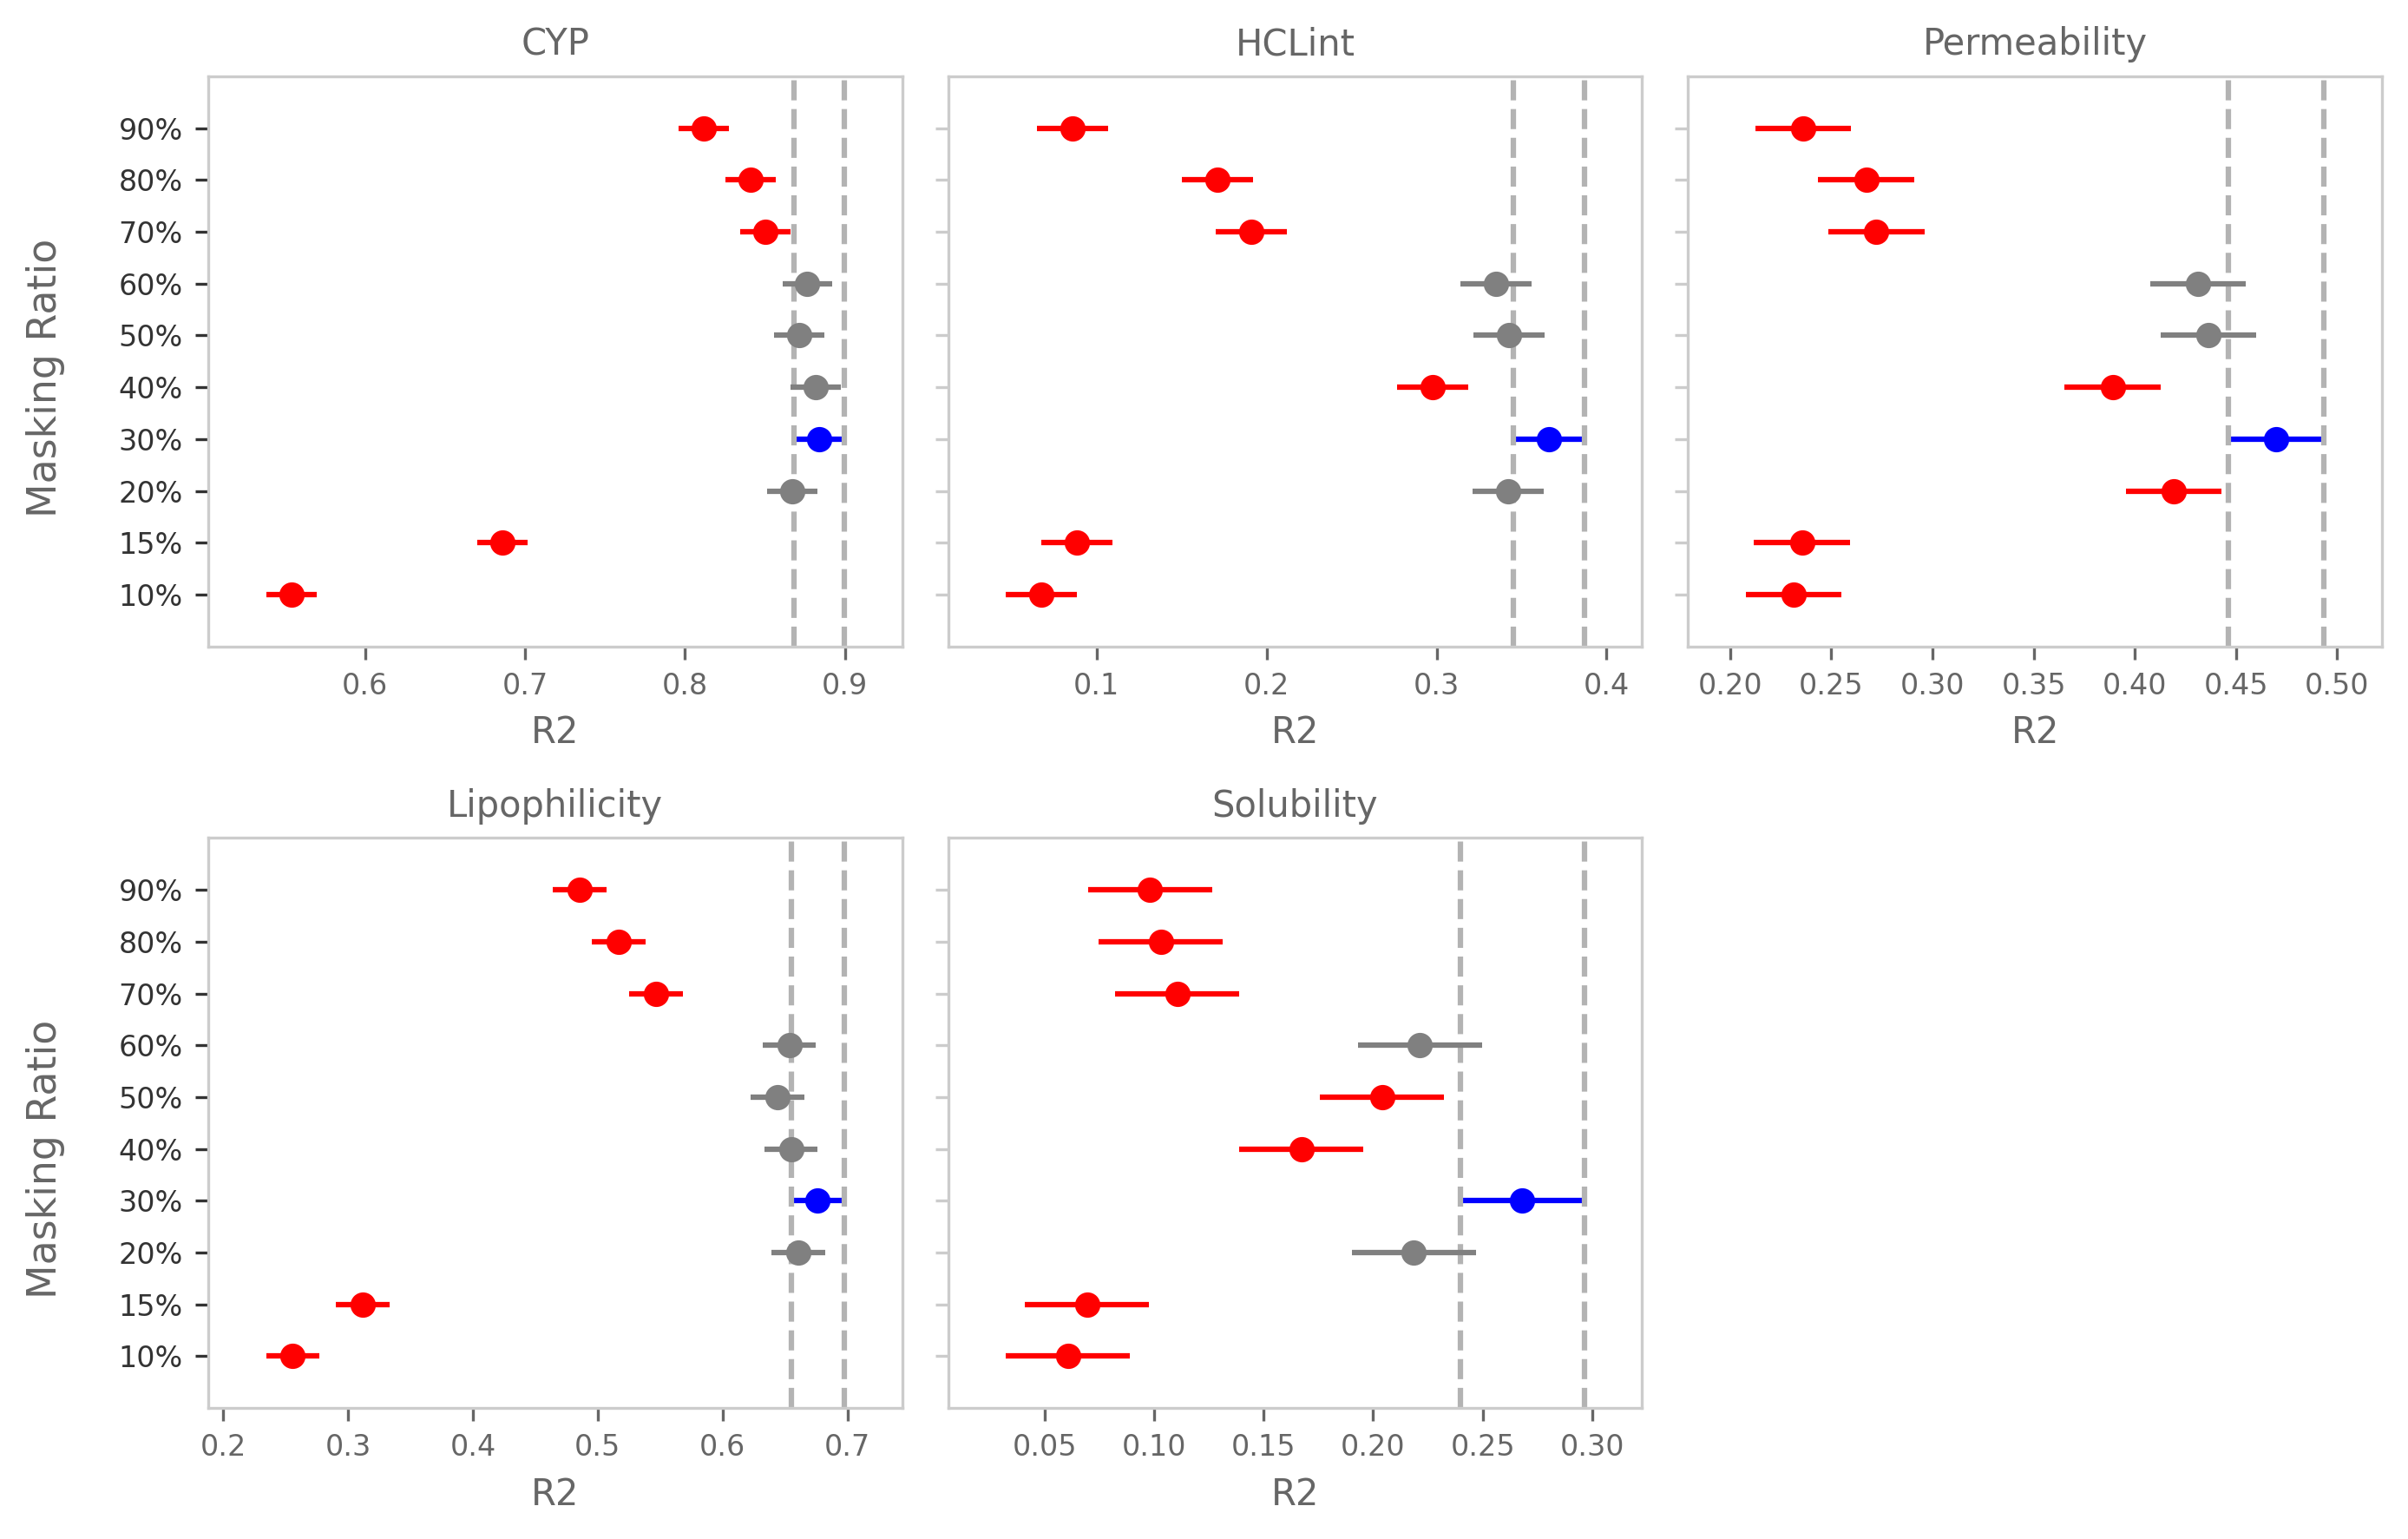 CYP
HCLint
Permeability
Masking Ratio
90%
80%
70%
60%
50%
40%
30%
20%
15%
10%
0.6 0.7 0.8 0.9
0.1 0.2 0.3 0.4
0.20 0.25 0.30 0.35 0.40 0.45 0.50
R2
R2
R2
Lipophilicity
Solubility
Masking Ratio
90%
80%
70%
60%
50%
40%
30%
20%
15%
10%
0.2 0.3 0.4 0.5 0.6 0.7
0.05 0.10 0.15 0.20 0.25 0.30
R2
R2